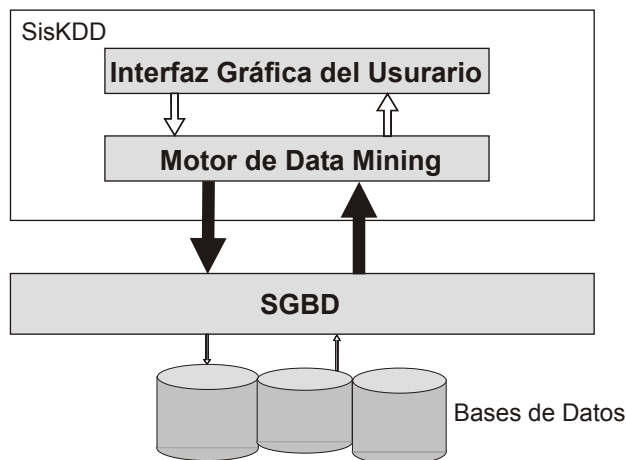 SisKDD
Interfaz Gráfica del Usurario
Motor de Data Mining
SGBD
Bases de Datos